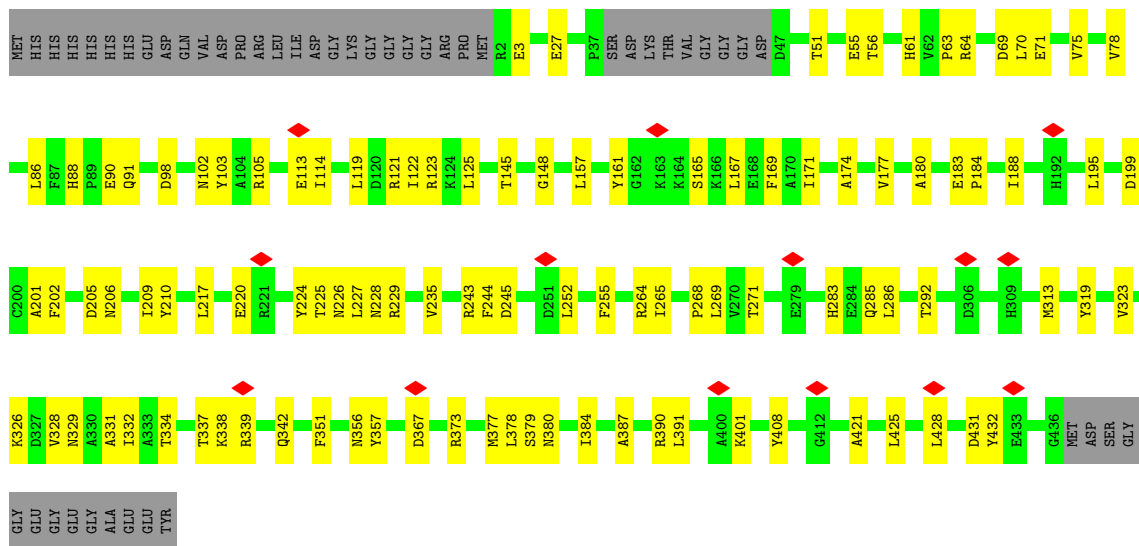 MET HIS HIS HIS HIS HIS HIS GLU ASP GLN VAL ASP PRO ARG LEU ILE ASP GLY LYS GLY GLY GLY GLY ARG PRO MET R2 E3 E27 P37 SER ASP LYS THR VAL GLY GLY GLY ASP D47 T51 E55 T56 H61 V62 P63 R64 D69 L70 E71 V75 V78
L86 F87 H88 P89 E90 Q91 D98 N102 Y103 A104 R105 E113 I114 L119 D120 R121 I122 R123 K124 L125 T145 G148 L157 Y161 G162 K163 K164 S165 K166 L167 E168 F169 A170 I171 A174 V177 A180 E183 P184 I188 H192 L195 D199
C200 A201 F202 D205 N206 I209 Y210 L217 E220 R221 Y224 T225 N226 L227 N228 R229 V235 R243 F244 D245 D251 L252 F255 R264 I265 P268 L269 V270 T271 E279 H283 E284 Q285 L286 T292 D306 H309 M313 Y319 V323
K326 D327 V328 N329 A330 A331 I332 A333 T334 T337 K338 R339 Q342 F351 N356 Y357 D367 R373 M377 L378 S379 N380 I384 A387 R390 L391 A400 K401 Y408 G412 A421 L425 L428 D431 Y432 E433 G436 MET ASP SER GLY
GLY GLU GLY ASN GLU GLY ALA GLU GLU TYR